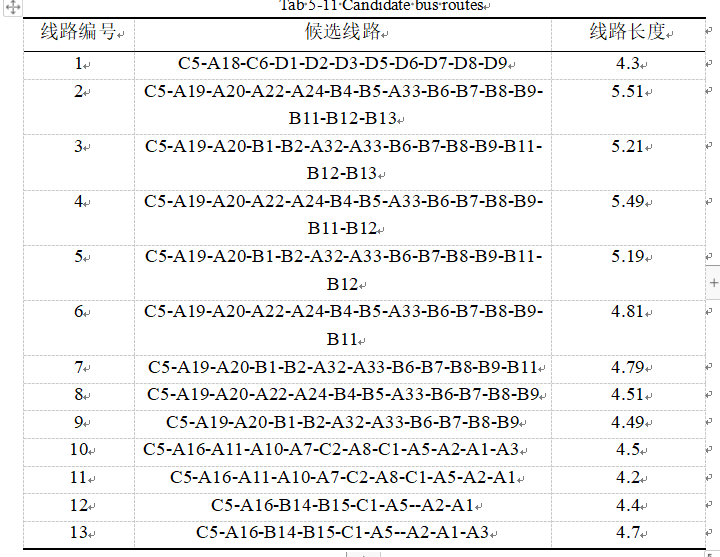 Tab 5-11 Candidate bus routes
线路编号 候选线路 线路长度
1 C5-A18-C6-D1-D2-D3-D5-D6-D7-D8-D9 4.3
2 C5-A19-A20-A22-A24-B4-B5-A33-B6-B7-B8-B9- 5.51
B11-B12-B13
3 C5-A19-A20-B1-B2-A32-A33-B6-B7-B8-B9-B11- 5.21
B12-B13
4 C5-A19-A20-A22-A24-B4-B5-A33-B6-B7-B8-B9- 5.49
B11-B12
5 C5-A19-A20-B1-B2-A32-A33-B6-B7-B8-B9-B11- 5.19
B12
6 C5-A19-A20-A22-A24-B4-B5-A33-B6-B7-B8-B9- 4.81
B11
7 C5-A19-A20-B1-B2-A32-A33-B6-B7-B8-B9-B11 4.79
8 C5-A19-A20-A22-A24-B4-B5-A33-B6-B7-B8-B9 4.51
9 C5-A19-A20-B1-B2-A32-A33-B6-B7-B8-B9 4.49
10 C5-A16-A11-A10-A7-C2-A8-C1-A5-A2-A1-A3 4.5
11 C5-A16-A11-A10-A7-C2-A8-C1-A5-A2-A1 4.2
12 C5-A16-B14-B15-C1-A5--A2-A1 4.4
13 C5-A16-B14-B15-C1-A5--A2-A1-A3 4.7